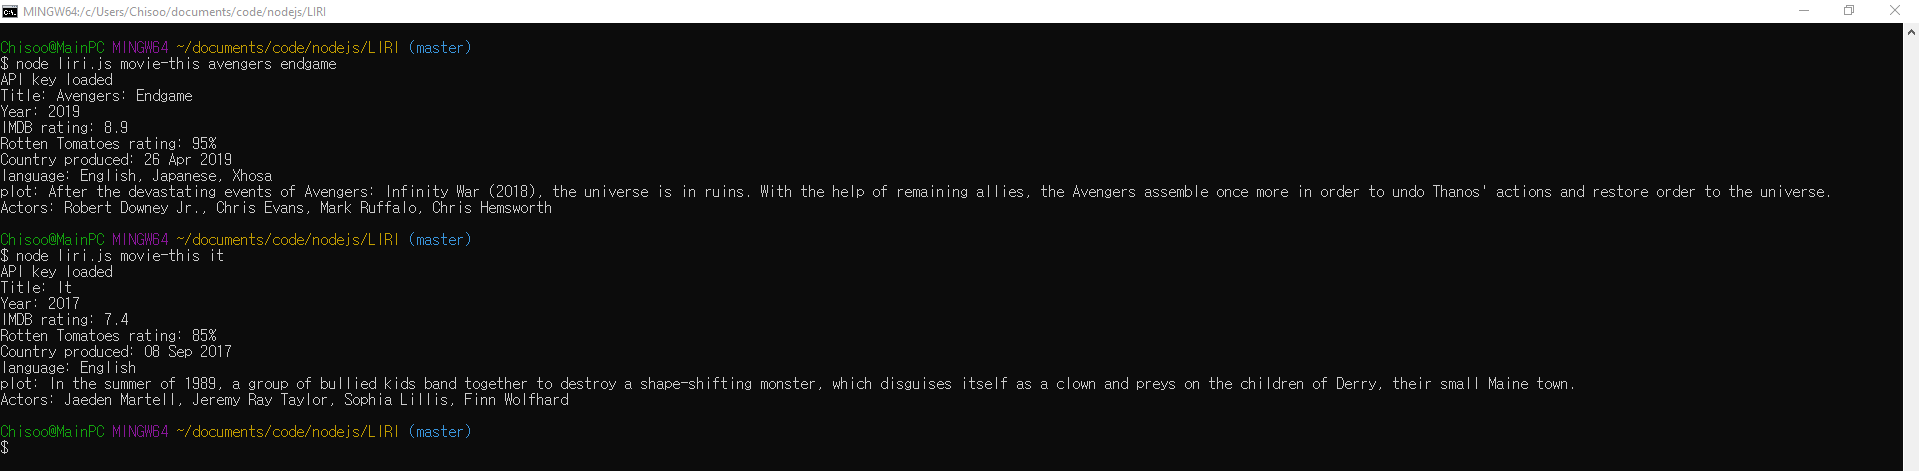 MINGW64:/c/Users/Chisoo/documents/code/nodejs/LIRI
Chisoo@MainPC MINGW64 ~/documents/code/nodejs/LIRI (master)
$ node liri.js movie-this avengers endgame
API key loaded
Title: Avengers: Endgame
Year: 2019
IMDB rating: 8.9
Rotten Tomatoes rating: 95%
Country produced: 26 Apr 2019
language: English, Japanese, Xhosa
plot: After the devastating events of Avengers: Infinity War (2018), the universe is in ruins. With the help of remaining allies, the Avengers assemble once more in order to undo Thanos' actions and restore order to the universe.
Actors: Robert Downey Jr., Chris Evans, Mark Ruffalo, Chris Hemsworth
Chisoo@MainPC MINGW64 ~/documents/code/nodejs/LIRI (master)
$ node liri.js movie-this it
API key loaded
Title: It
Year: 2017
IMDB rating: 7.4
Rotten Tomatoes rating: 85%
Country produced: 08 Sep 2017
language: English
plot: In the summer of 1989, a group of bullied kids band together to destroy a shape-shifting monster, which disguises itself as a clown and preys on the children of Derry, their small Maine town.
Actors: Jaeden Martell, Jeremy Ray Taylor, Sophia Lillis, Finn Wolfhard
Chisoo@MainPC MINGW64 ~/documents/code/nodejs/LIRI (master)
$